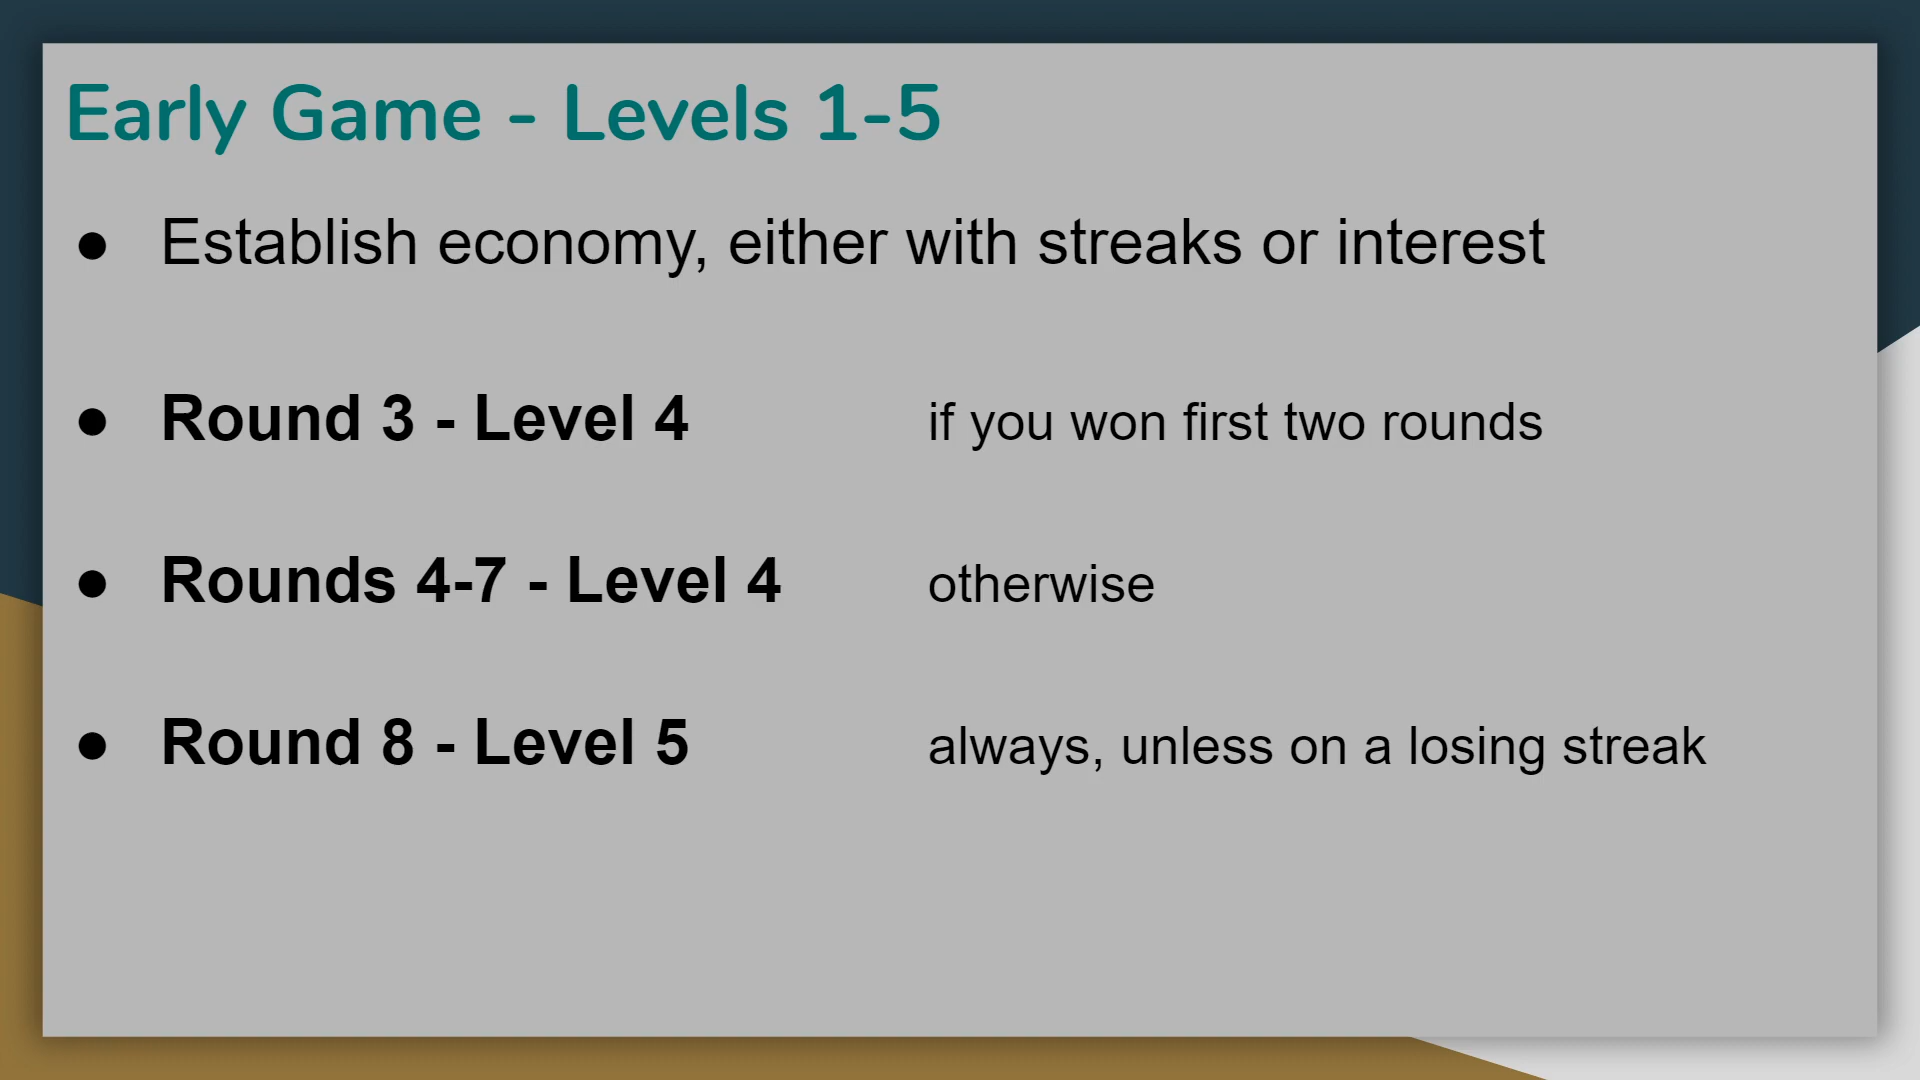 Early Game - Levels 1-5
● Establish economy, either with streaks or interest
● Round 3 - Level 4 if you won first two rounds
● Rounds 4-7 - Level 4 otherwise
● Round 8 - Level 5 always, unless on a losing streak